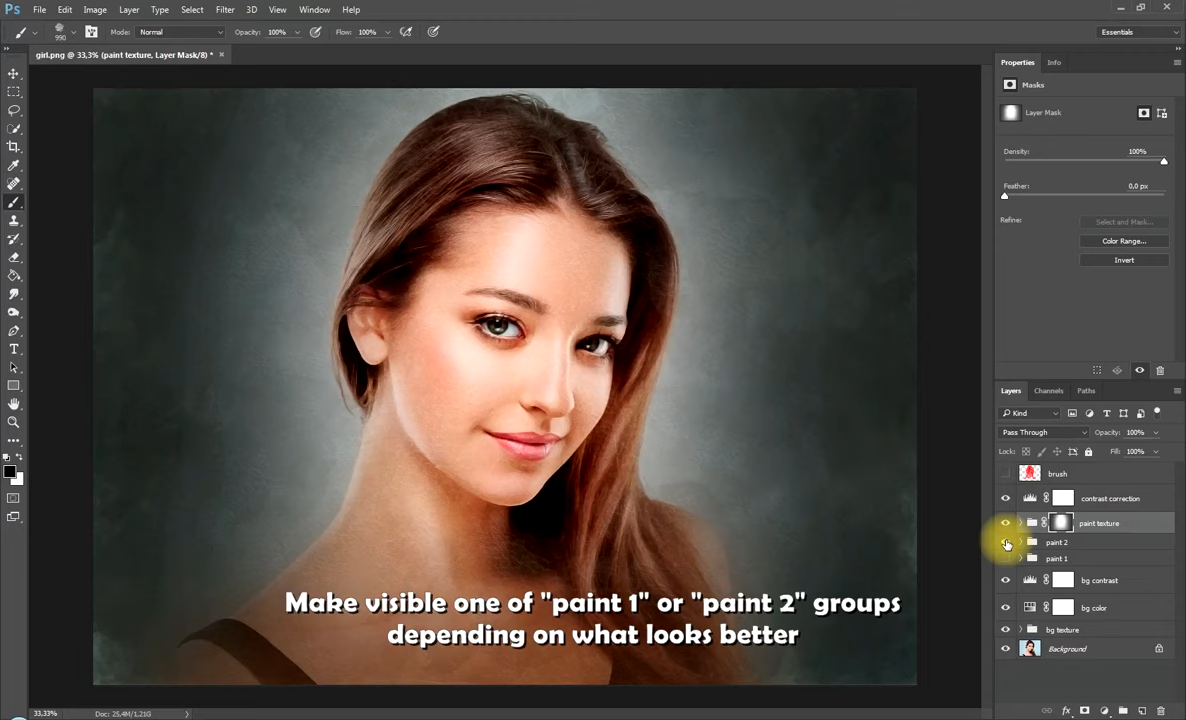 Ps File Edit Image Layer Type Select Filter 3D View Window Help
990 Mode: Normal Opacity: 100% Flow: 100% Essentials
girl.png @ 33,3% (paint texture, Layer Mask/8) * ×
Properties Info
Masks
Layer Mask
Density: 100%
Feather: 0,0 px
Refine: Select and Mask...
Color Range...
Invert
Layers Channels Paths
Kind
Pass Through Opacity: 100%
Lock: Fill: 100%
brush
contrast correction
paint texture
paint 2
paint 1
bg contrast
bg color
bg texture
Background
Make visible one of "paint 1" or "paint 2" groups
depending on what looks better
33,33% Doc: 25,4M/1,21G